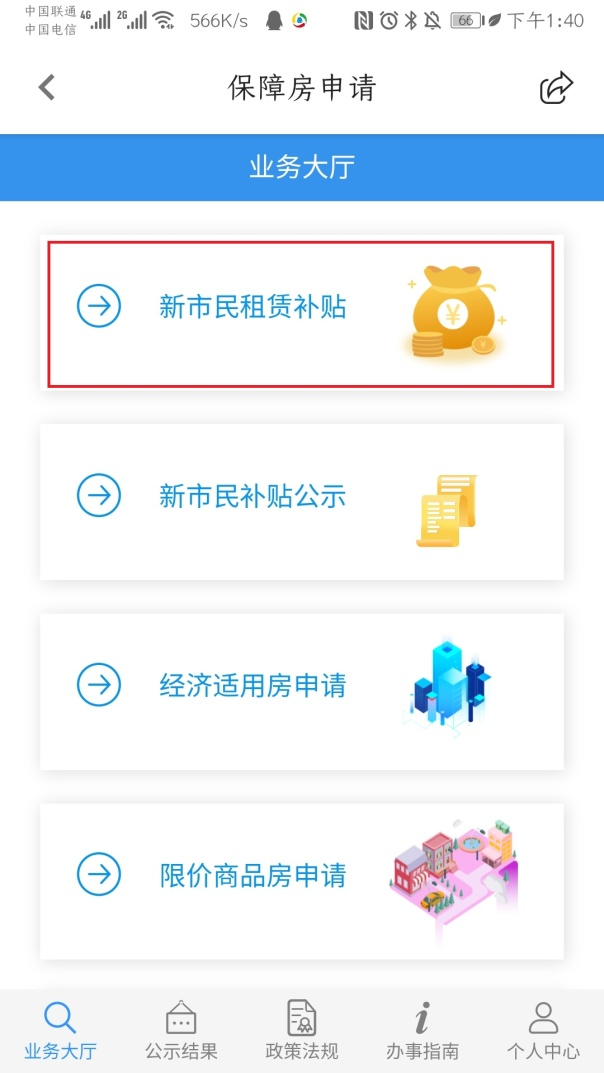 中国联通
中国电信
4G 2G 566K/s 66 下午1:40
保障房申请
业务大厅
新市民租赁补贴
新市民补贴公示
经济适用房申请
限价商品房申请
业务大厅 公示结果 政策法规 办事指南 个人中心